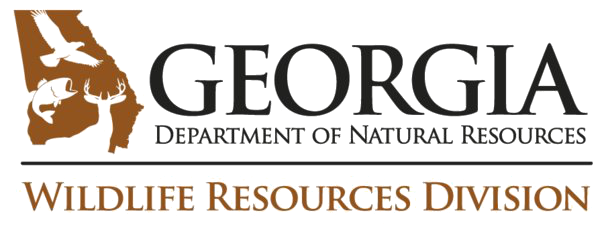 GEORGIA
DEPARTMENT OF NATURAL RESOURCES
WILDLIFE RESOURCES DIVISION